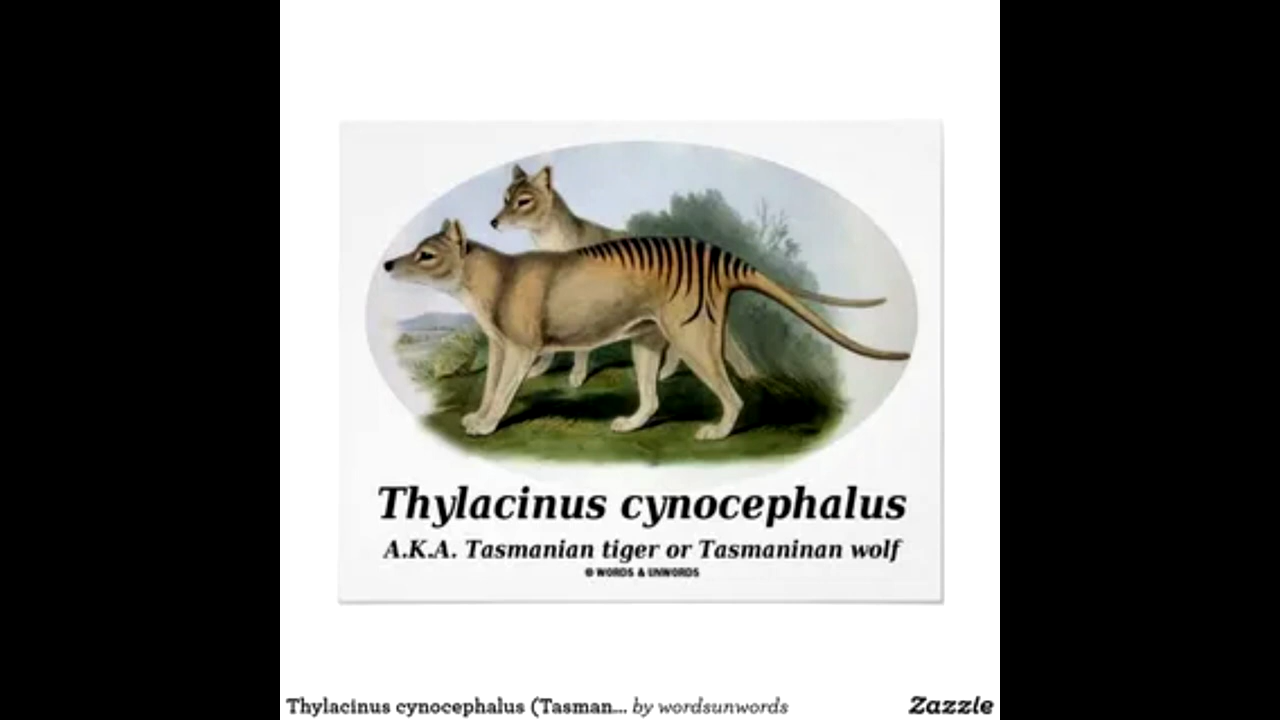 Thylacinus cynocephalus
A.K.A. Tasmanian tiger or Tasmaninan wolf
© WORDS & UNWORDS
Thylacinus cynocephalus (Tasman... by wordsunwords
Zazzle